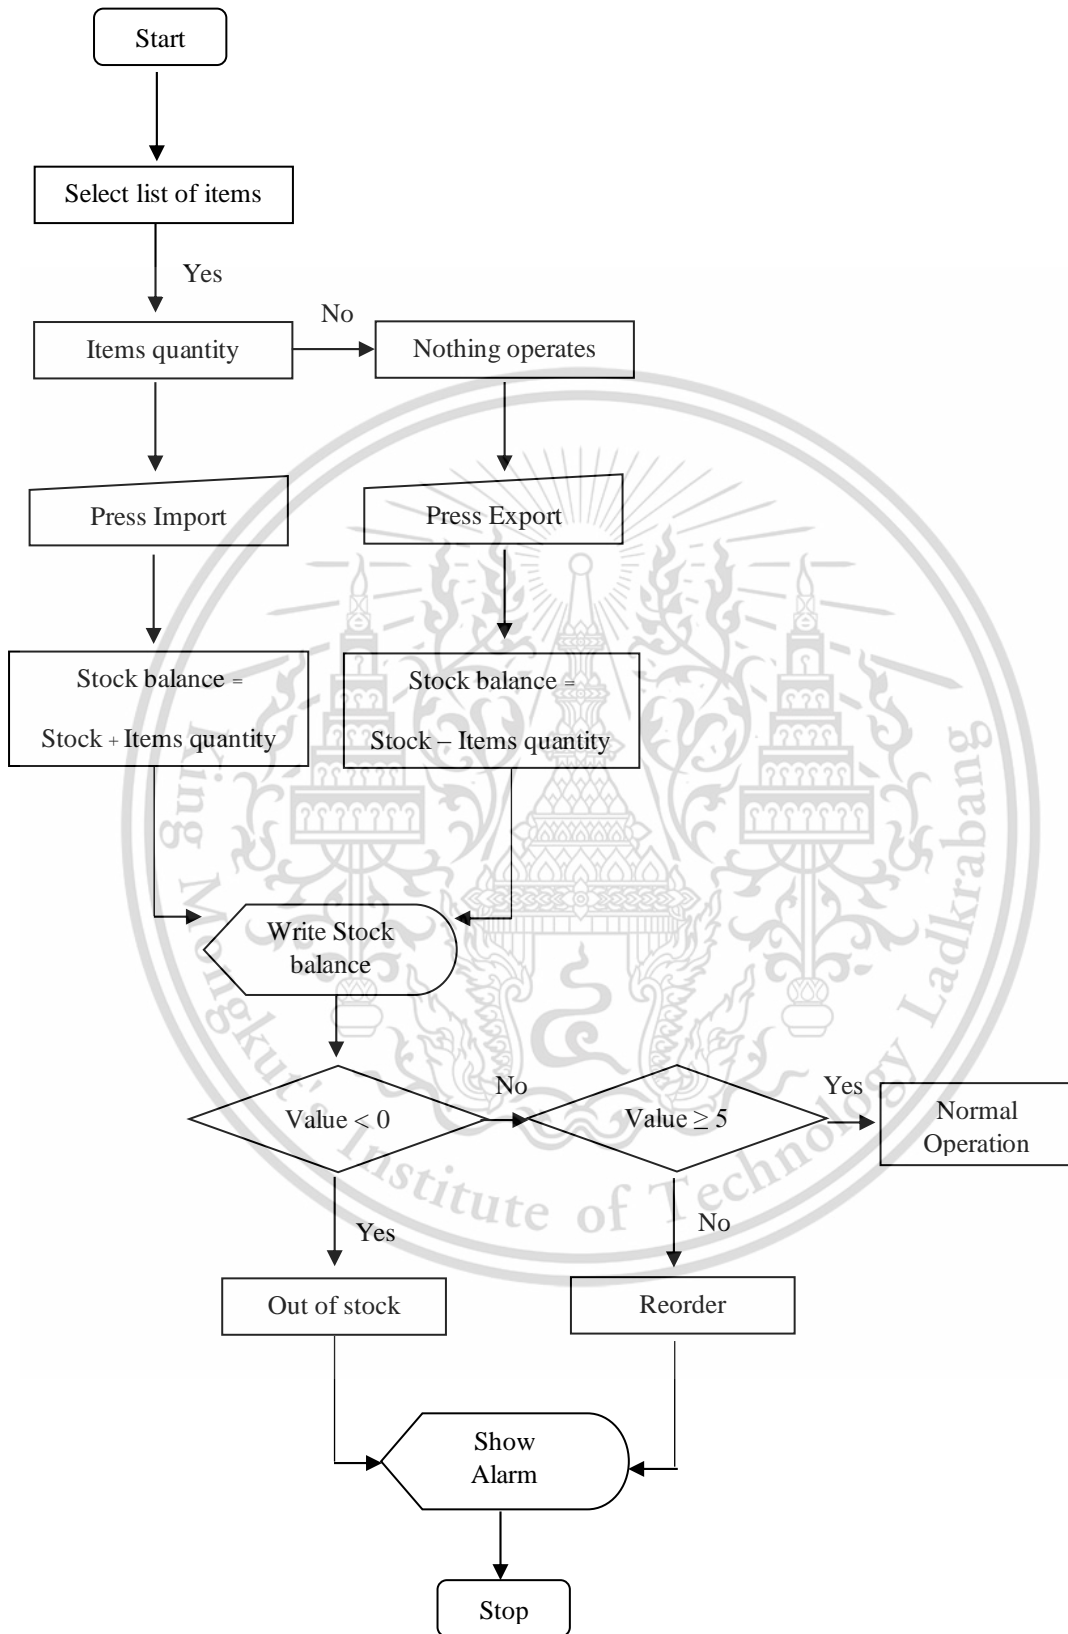 Start
Select list of items
Yes
Items quantity
No
Nothing operates
Press Import
Press Export
Stock balance =
Stock + Items quantity
Stock balance =
Stock – Items quantity
Write Stock
balance
Value < 0
No
Value ≥ 5
Yes
Normal
Operation
Yes
No
Out of stock
Reorder
Show
Alarm
Stop
King Mongkut's Institute of Technology Ladkrabang